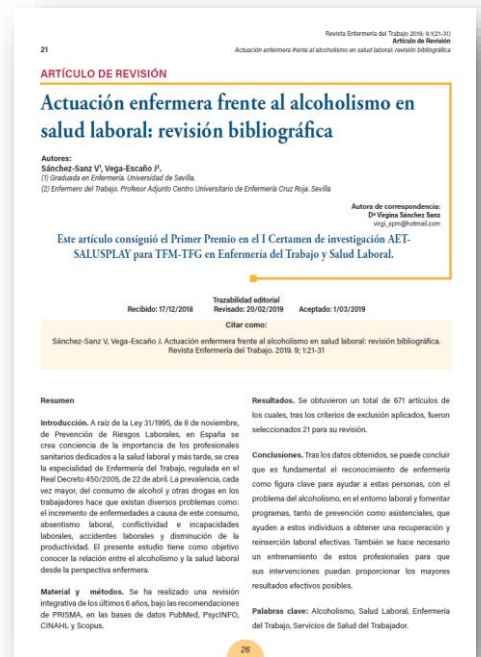 Revista Enfermería del Trabajo 2019; 9:1(21-31)
Artículo de Revisión
21
Actuación enfermera frente al alcoholismo en salud laboral: revisión bibliográfica
ARTÍCULO DE REVISIÓN
Actuación enfermera frente al alcoholismo en
salud laboral: revisión bibliográfica
Autores:
Sánchez-Sanz V¹, Vega-Escaño J².
(1) Graduada en Enfermería. Universidad de Sevilla.
(2) Enfermero del Trabajo. Profesor Adjunto Centro Universitario de Enfermería Cruz Roja. Sevilla
Autora de correspondencia:
Dª Virgina Sánchez Sanz
virgi_xpm@hotmail.com
Este artículo consiguió el Primer Premio en el I Certamen de investigación AET-
SALUSPLAY para TFM-TFG en Enfermería del Trabajo y Salud Laboral.
Trazabilidad editorial
Recibido: 17/12/2018 Revisado: 20/02/2019 Aceptado: 1/03/2019
Citar como:
Sánchez-Sanz V, Vega-Escaño J. Actuación enfermera frente al alcoholismo en salud laboral: revisión bibliográfica.
Revista Enfermería del Trabajo. 2019. 9; 1:21-31
Resumen
Introducción. A raíz de la Ley 31/1995, de 8 de noviembre,
de Prevención de Riesgos Laborales, en España se
crea conciencia de la importancia de los profesionales
sanitarios dedicados a la salud laboral y más tarde, se crea
la especialidad de Enfermería del Trabajo, regulada en el
Real Decreto 450/2005, de 22 de abril. La prevalencia, cada
vez mayor, del consumo de alcohol y otras drogas en los
trabajadores hace que existan diversos problemas como:
el incremento de enfermedades a causa de este consumo,
absentismo laboral, conflictividad e incapacidades
laborales, accidentes laborales y disminución de la
productividad. El presente estudio tiene como objetivo
conocer la relación entre el alcoholismo y la salud laboral
desde la perspectiva enfermera.
Material y métodos. Se ha realizado una revisión
integrativa de los últimos 6 años, bajo las recomendaciones
de PRISMA, en las bases de datos PubMed, PsycINFO,
CINAHL y Scopus.
Resultados. Se obtuvieron un total de 671 artículos de
los cuales, tras los criterios de exclusión aplicados, fueron
seleccionados 21 para su revisión.
Conclusiones. Tras los datos obtenidos, se puede concluir
que es fundamental el reconocimiento de enfermería
como figura clave para ayudar a estas personas, con el
problema del alcoholismo, en el entorno laboral y fomentar
programas, tanto de prevención como asistenciales, que
ayuden a estos individuos a obtener una recuperación y
reinserción laboral efectivas. También se hace necesario
un entrenamiento de estos profesionales para que
sus intervenciones puedan proporcionar los mayores
resultados efectivos posibles.
Palabras clave: Alcoholismo, Salud Laboral, Enfermería
del Trabajo, Servicios de Salud del Trabajador.
26